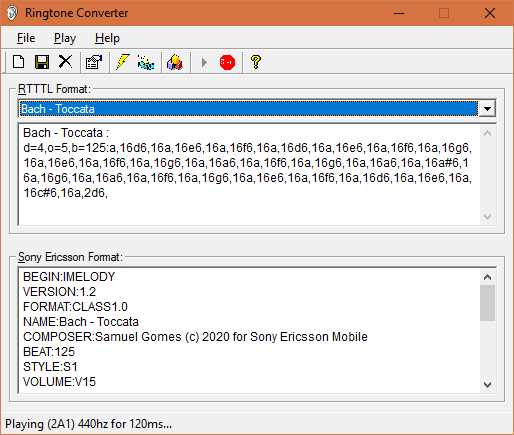 Ringtone Converter
File Play Help
RTTTL Format:
Bach - Toccata
Bach - Toccata :
d=4,o=5,b=125:a,16d6,16a,16e6,16a,16f6,16a,16d6,16a,16e6,16a,16f6,16a,16g6,
16a,16e6,16a,16f6,16a,16g6,16a,16a6,16a,16f6,16a,16g6,16a,16a6,16a,16a#6,1
6a,16g6,16a,16a6,16a,16f6,16a,16g6,16a,16e6,16a,16f6,16a,16d6,16a,16e6,16a,
16c#6,16a,2d6,
Sony Ericsson Format:
BEGIN:IMELODY
VERSION:1.2
FORMAT:CLASS1.0
NAME:Bach - Toccata
COMPOSER:Samuel Gomes (c) 2020 for Sony Ericsson Mobile
BEAT:125
STYLE:S1
VOLUME:V15
Playing (2A1) 440hz for 120ms...